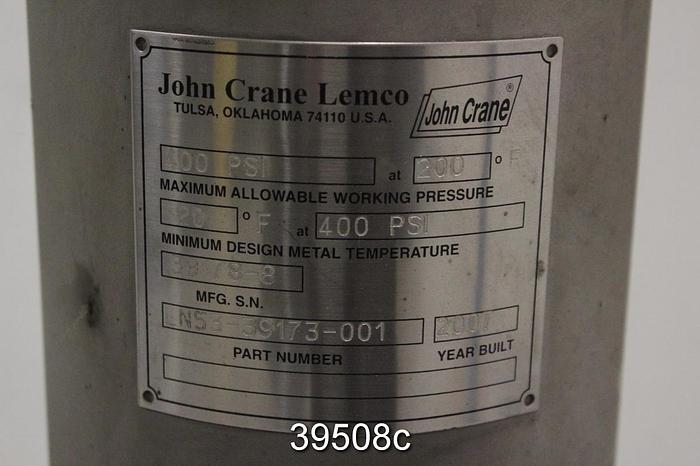 John Crane Lemco
TULSA, OKLAHOMA 74110 U.S.A.
John Crane®
400 PSI at 200 °F
MAXIMUM ALLOWABLE WORKING PRESSURE
°F at 400 PSI
MINIMUM DESIGN METAL TEMPERATURE
MFG. S.N.
2007
PART NUMBER YEAR BUILT
39508c